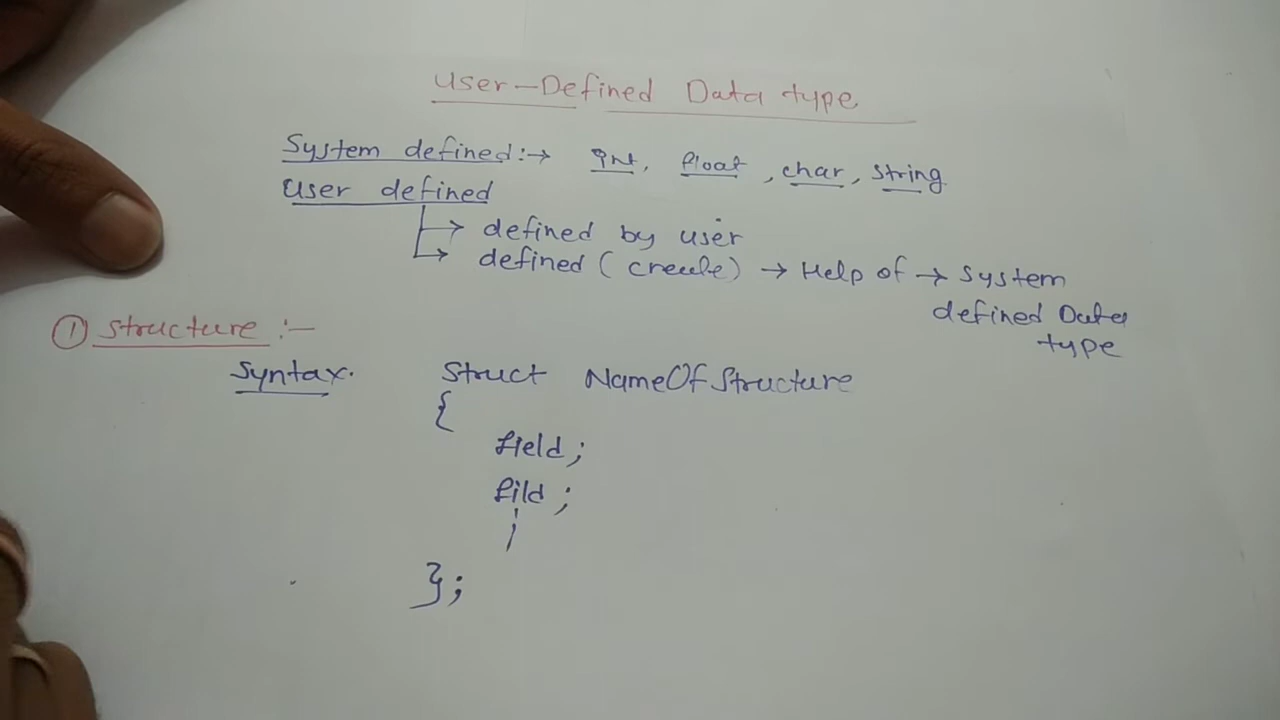 User-Defined Data type
System defined:→ int, float, char, string
User defined
→ defined by user
→ defined (create) → Help of → system
defined Data
type
① structure :-
Syntax. Struct NameOfStructure
{
field;
fild;
};